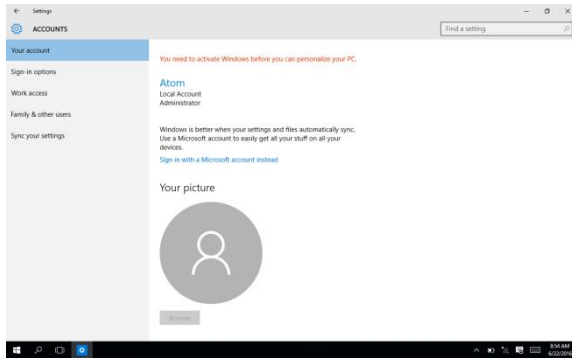 Settings
ACCOUNTS
Find a setting
Your account
Sign-in options
Work access
Family & other users
Sync your settings
You need to activate Windows before you can personalize your PC.
Atom
Local Account
Administrator
Windows is better when your settings and files automatically sync.
Use a Microsoft account to easily get all your stuff on all your
devices.
Sign in with a Microsoft account instead
Your picture
Browse
8:54 AM
6/22/2016